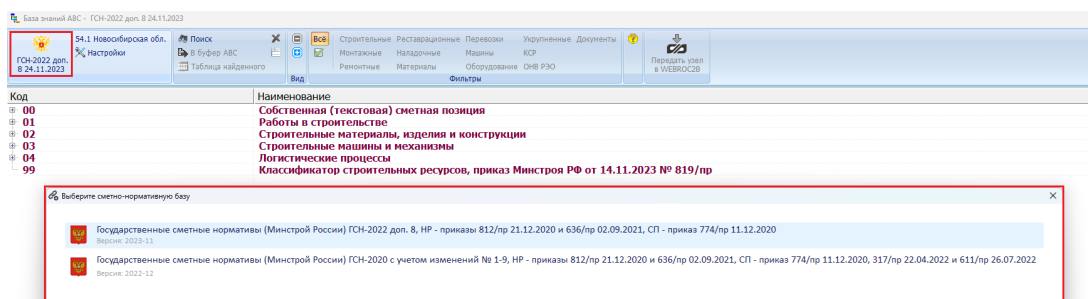 База знаний ABC - ГСН-2022 доп. 8 24.11.2023
ГСН-2022 доп. 8 24.11.2023
54.1 Новосибирская обл.
Настройки
Поиск
В буфер ABC
Таблица найденного
Вид
Всё
Строительные Реставрационные Перевозки Укрупненные Документы
Монтажные Наладочные Машины КСР
Ремонтные Материалы Оборудование ОНВ РЭО
Фильтры
Передать узел
в WEBROC2B
Код Наименование
00 Собственная (текстовая) сметная позиция
01 Работы в строительстве
02 Строительные материалы, изделия и конструкции
03 Строительные машины и механизмы
04 Логистические процессы
99 Классификатор строительных ресурсов, приказ Минстроя РФ от 14.11.2023 № 819/пр
Выберите сметно-нормативную базу
Государственные сметные нормативы (Минстрой России) ГСН-2022 доп. 8, НР - приказы 812/пр 21.12.2020 и 636/пр 02.09.2021, СП - приказ 774/пр 11.12.2020
Версия: 2023-11
Государственные сметные нормативы (Минстрой России) ГСН-2020 с учетом изменений № 1-9, НР - приказы 812/пр 21.12.2020 и 636/пр 02.09.2021, СП - приказ 774/пр 11.12.2020, 317/пр 22.04.2022 и 611/пр 26.07.2022
Версия: 2022-12